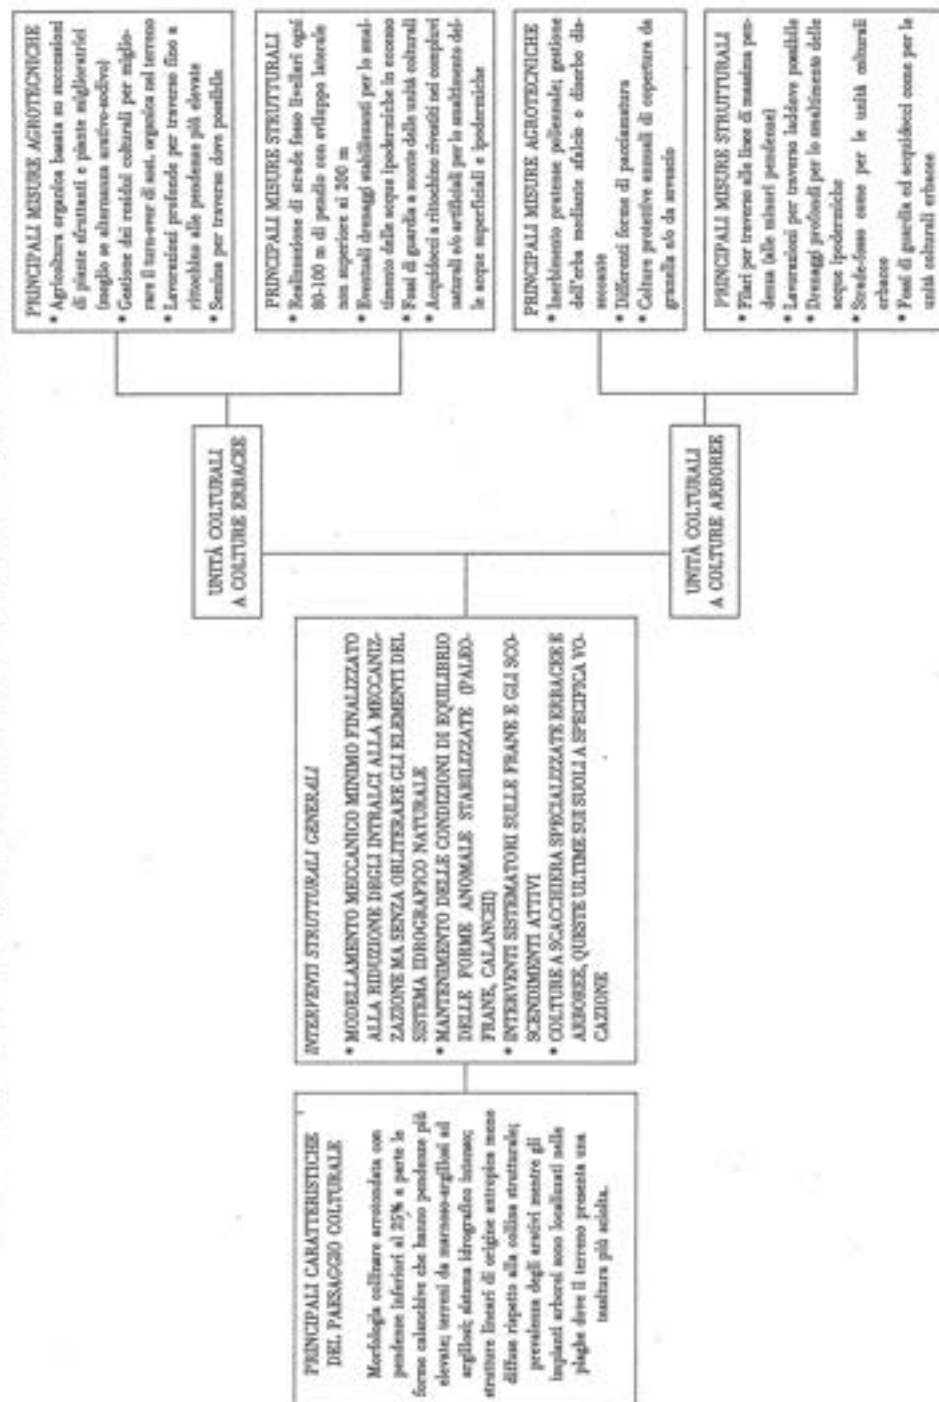 PRINCIPALI CARATTERISTICHE
DEL PAESAGGIO COLTURALE
Morfologia collinare arrotondata con
pendenze inferiori al 25% a parte le
forme calanchive che hanno pendenze più
elevate; terreni da marnoso-argillosi ad
argillosi; sistema idrografico intenso;
strutture lineari di origine antropica meno
diffuse rispetto alla collina strutturale;
prevalenza degli arativi mentre gli
impianti arborei sono localizzati nelle
plaghe dove il terreno presenta una
tessitura più sciolta.
INTERVENTI STRUTTURALI GENERALI
* MODELLAMENTO MECCANICO MINIMO FINALIZZATO
ALLA RIDUZIONE DEGLI INTRALCI ALLA MECCANIZ-
ZAZIONE MA SENZA OBLITERARE GLI ELEMENTI DEL
SISTEMA IDROGRAFICO NATURALE
* MANTENIMENTO DELLE CONDIZIONI DI EQUILIBRIO
DELLE FORME ANOMALE STABILIZZATE (PALEO-
FRANE, CALANCHI)
* INTERVENTI SISTEMATORI SULLE FRANE E GLI SCO-
SCENDIMENTI ATTIVI
* COLTURE A SCACCHIERA SPECIALIZZATE ERBACEE E
ARBOREE, QUESTE ULTIME SUI SUOLI A SPECIFICA VO-
CAZIONE
UNITÀ COLTURALI
A COLTURE ERBACEE
PRINCIPALI MISURE AGROTECNICHE
* Agricoltura organica basata su successioni
di piante sfruttanti e piante miglioratrici
(meglio se alternanza arativo-sodivo)
* Gestione dei residui colturali per miglio-
rare il turn-over di sost. organica nel terreno
* Lavorazioni profonde per traverso fino a
rittochino alle pendenze più elevate
* Semina per traverso dove possibile
PRINCIPALI MISURE STRUTTURALI
* Realizzazione di strade fosso livellari ogni
80-100 m di pendio con sviluppo laterale
non superiore ai 200 m
* Eventuali drenaggi stabilizzanti per lo smal-
timento delle acque ipodermiche in eccesso
* Fossi di guardia a monte delle unità colturali
* Acquidocci a rittochino rivestiti nei compluvi
naturali e/o artificiali per lo smaltimento del-
le acque superficiali e ipodermiche
UNITÀ COLTURALI
A COLTURE ARBOREE
PRINCIPALI MISURE AGROTECNICHE
* Inerbimento pratense poliennale; gestione
dell'erba mediante sfalcio o diserbo dis-
seccante
* Differenti forme di pacciamatura
* Colture protettive annuali di copertura da
granella e/o da sovescio
PRINCIPALI MISURE STRUTTURALI
* Filari per traverso alla linea di massima pen-
denza (alle minori pendenze)
* Lavorazioni per traverso laddove possibile
* Drenaggi profondi per lo smaltimento delle
acque ipodermiche
* Strade-fosso come per le unità colturali
erbacee
* Fossi di guardia ed acquidocci come per le
unità colturali erbacee